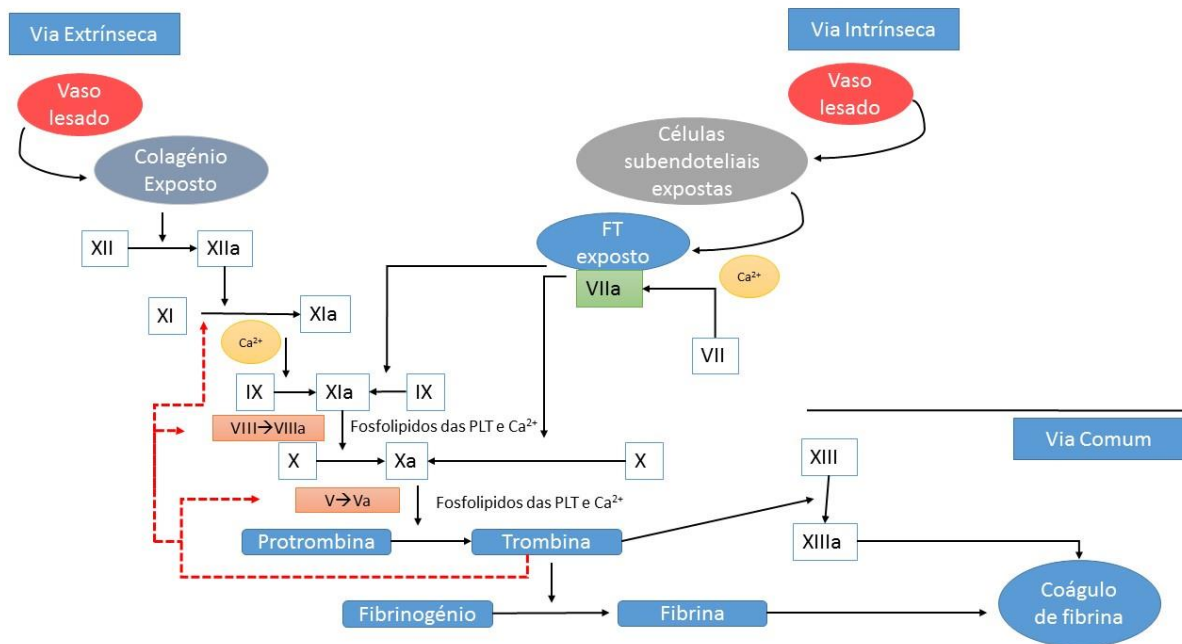 Via Extrínseca
Via Intrínseca
Vaso
lesado
Vaso
lesado
Colagénio
Exposto
Células
subendoteliais
expostas
XII
XIIa
FT
exposto
VIIa
Ca²⁺
XI
XIa
Ca²⁺
VII
IX
XIa
IX
VIII→VIIIa
Fosfolipidos das PLT e Ca²⁺
Via Comum
X
Xa
X
XIII
V→Va
Fosfolipidos das PLT e Ca²⁺
Protrombina
Trombina
XIIIa
Coágulo
de fibrina
Fibrinogénio
Fibrina